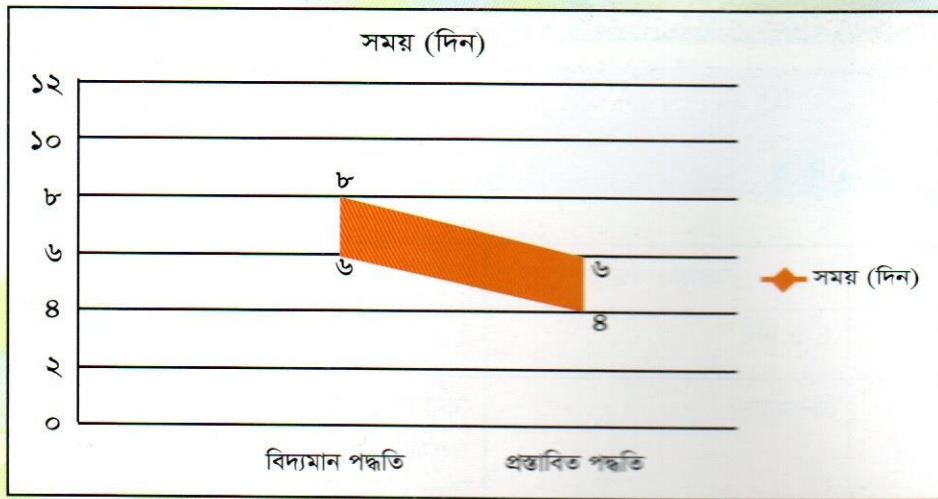 সময় (দিন)
১২
১০
৮
৬
৪
২
০
৮
৬
৬
৪
বিদ্যমান পদ্ধতি
প্রস্তাবিত পদ্ধতি
সময় (দিন)